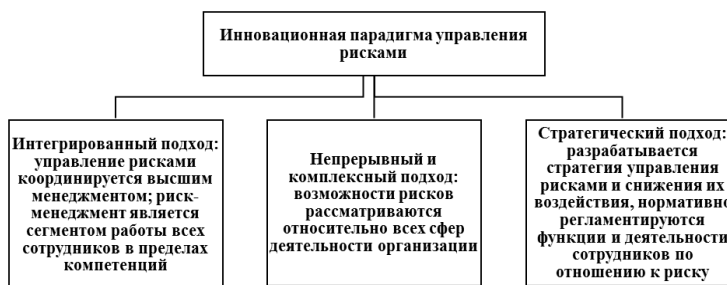 Инновационная парадигма управления
рисками
Интегрированный подход:
управление рисками
координируется высшим
менеджментом; риск-
менеджмент является
сегментом работы всех
сотрудников в пределах
компетенций
Непрерывный и
комплексный подход:
возможности рисков
рассматриваются
относительно всех сфер
деятельности организации
Стратегический подход:
разрабатывается
стратегия управления
рисками и снижения их
воздействия, нормативно
регламентируются
функции и деятельности
сотрудников по
отношению к риску